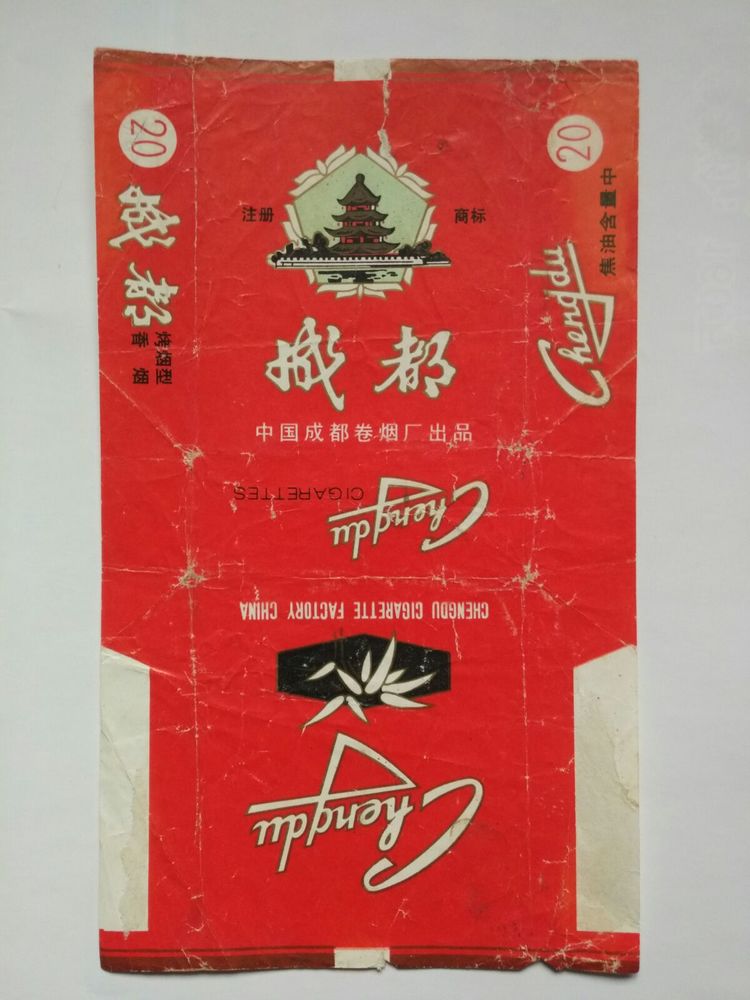 20
成都
烤烟型
香烟
注册 商标
成都
中国成都卷烟厂出品
Chengdu
CIGARETTES
CHENGDU CIGARETTE FACTORY CHINA
Chengdu
20
焦油含量中
Chengdu